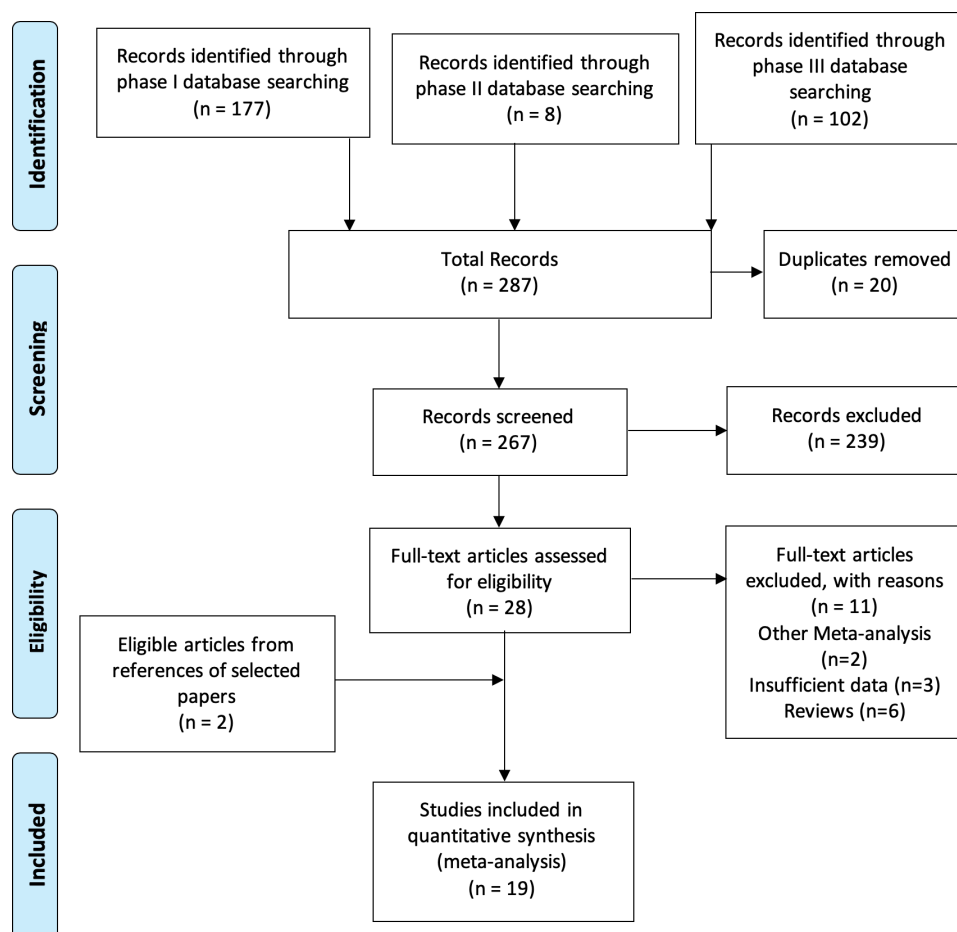 Identification
Records identified through
phase I database searching
(n = 177)
Records identified through
phase II database searching
(n = 8)
Records identified through
phase III database
searching
(n = 102)
Total Records
(n = 287)
Duplicates removed
(n = 20)
Screening
Records screened
(n = 267)
Records excluded
(n = 239)
Eligibility
Full-text articles assessed
for eligibility
(n = 28)
Full-text articles
excluded, with reasons
(n = 11)
Other Meta-analysis
(n=2)
Insufficient data (n=3)
Reviews (n=6)
Eligible articles from
references of selected
papers
(n = 2)
Included
Studies included in
quantitative synthesis
(meta-analysis)
(n = 19)